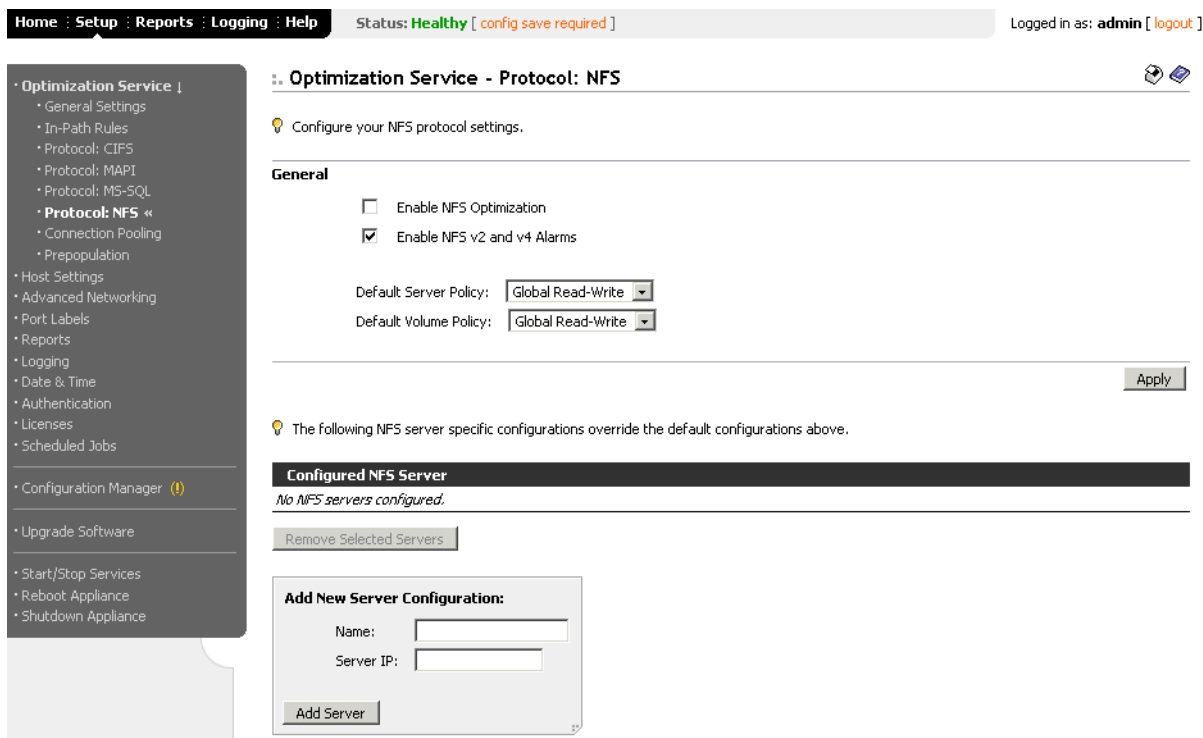 Home ⋮ Setup ⋮ Reports ⋮ Logging ⋮ Help
Status: Healthy [ config save required ]
Logged in as: admin [ logout ]
· Optimization Service ↓
· General Settings
· In-Path Rules
· Protocol: CIFS
· Protocol: MAPI
· Protocol: MS-SQL
· Protocol: NFS «
· Connection Pooling
· Prepopulation
· Host Settings
· Advanced Networking
· Port Labels
· Reports
· Logging
· Date & Time
· Authentication
· Licenses
· Scheduled Jobs
· Configuration Manager (!)
· Upgrade Software
· Start/Stop Services
· Reboot Appliance
· Shutdown Appliance
:. Optimization Service - Protocol: NFS
Configure your NFS protocol settings.
General
Enable NFS Optimization
Enable NFS v2 and v4 Alarms
Default Server Policy: Global Read-Write
Default Volume Policy: Global Read-Write
Apply
The following NFS server specific configurations override the default configurations above.
Configured NFS Server
No NFS servers configured.
Remove Selected Servers
Add New Server Configuration:
Name:
Server IP:
Add Server